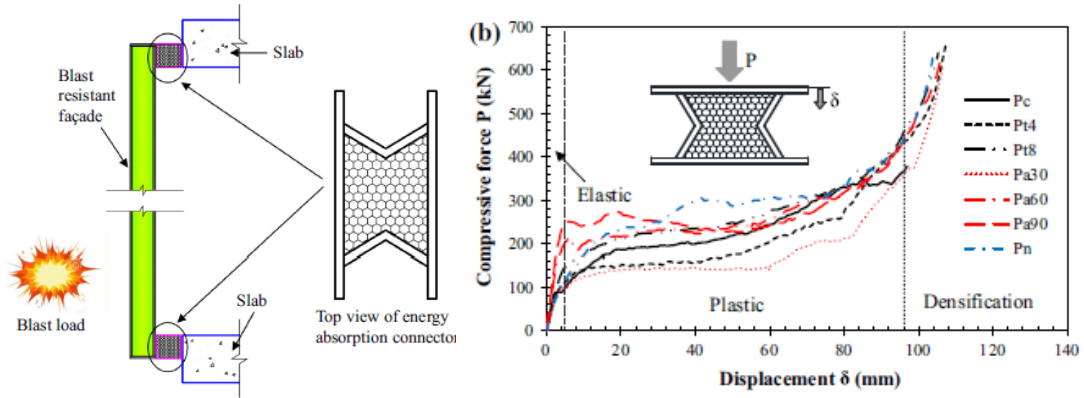 Slab
Blast
resistant
façade
Slab
Blast load
Top view of energy
absorption connector
(b)
700
600
500
400
300
200
100
0
Compressive force P (kN)
P
δ
Elastic
Plastic
Densification
Pc
Pt4
Pt8
Pa30
Pa60
Pa90
Pn
0 20 40 60 80 100 120 140
Displacement δ (mm)